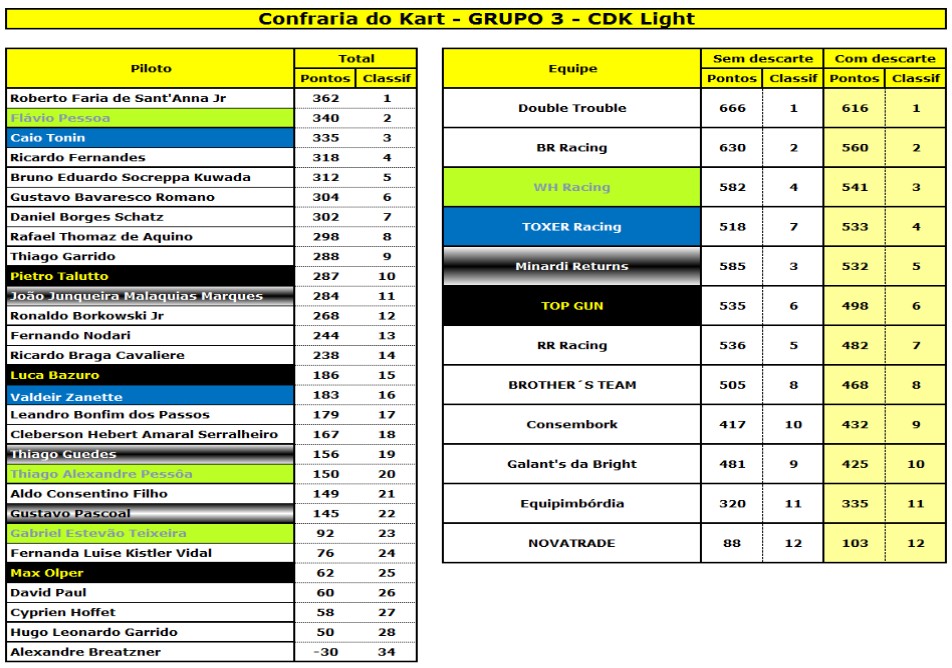 Confraria do Kart - GRUPO 3 - CDK Light
Piloto Total
Pontos Classif
Roberto Faria de Sant'Anna Jr 362 1
Flávio Pessoa 340 2
Caio Tonin 335 3
Ricardo Fernandes 318 4
Bruno Eduardo Socreppa Kuwada 312 5
Gustavo Bavaresco Romano 304 6
Daniel Borges Schatz 302 7
Rafael Thomaz de Aquino 298 8
Thiago Garrido 288 9
Pietro Talutto 287 10
João Junqueira Malaquias Marques 284 11
Ronaldo Borkowski Jr 268 12
Fernando Nodari 244 13
Ricardo Braga Cavaliere 238 14
Luca Bazuro 186 15
Valdeir Zanette 183 16
Leandro Bonfim dos Passos 179 17
Cleberson Hebert Amaral Serralheiro 167 18
Thiago Guedes 156 19
Thiago Alexandre Pessôa 150 20
Aldo Consentino Filho 149 21
Gustavo Pascoal 145 22
Gabriel Estevão Teixeira 92 23
Fernanda Luise Kistler Vidal 76 24
Max Olper 62 25
David Paul 60 26
Cyprien Hoffet 58 27
Hugo Leonardo Garrido 50 28
Alexandre Breatzner -30 34
Equipe Sem descarte Com descarte
Pontos Classif Pontos Classif
Double Trouble 666 1 616 1
BR Racing 630 2 560 2
WH Racing 582 4 541 3
TOXER Racing 518 7 533 4
Minardi Returns 585 3 532 5
TOP GUN 535 6 498 6
RR Racing 536 5 482 7
BROTHER´S TEAM 505 8 468 8
Consembork 417 10 432 9
Galant's da Bright 481 9 425 10
Equipimbórdia 320 11 335 11
NOVATRADE 88 12 103 12